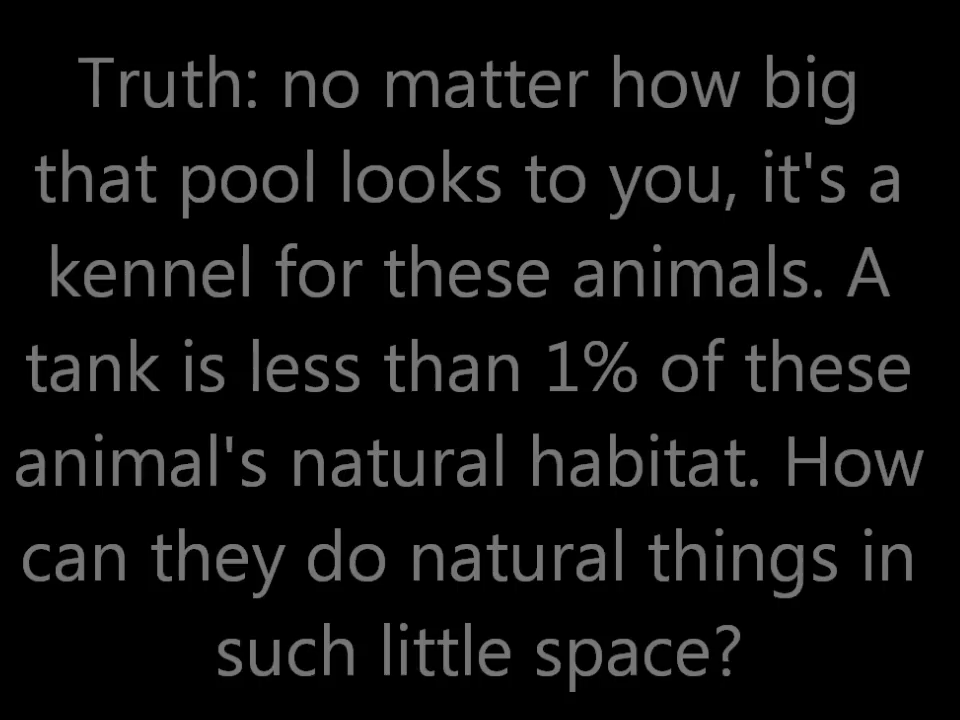 Truth: no matter how big
that pool looks to you, it's a
kennel for these animals. A
tank is less than 1% of these
animal's natural habitat. How
can they do natural things in
such little space?